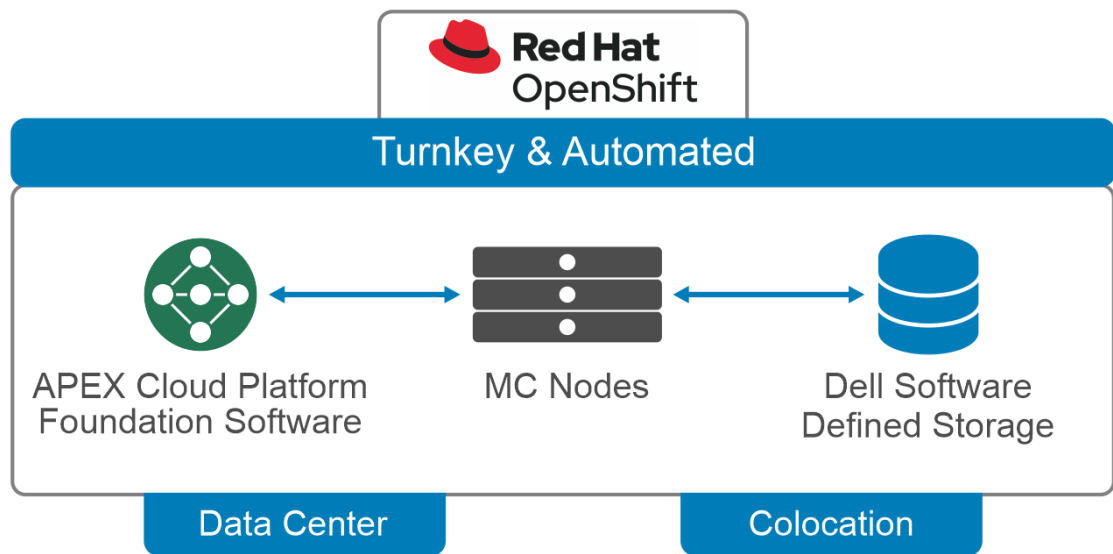 Red Hat
OpenShift
Turnkey & Automated
APEX Cloud Platform
Foundation Software
MC Nodes
Dell Software
Defined Storage
Data Center
Colocation